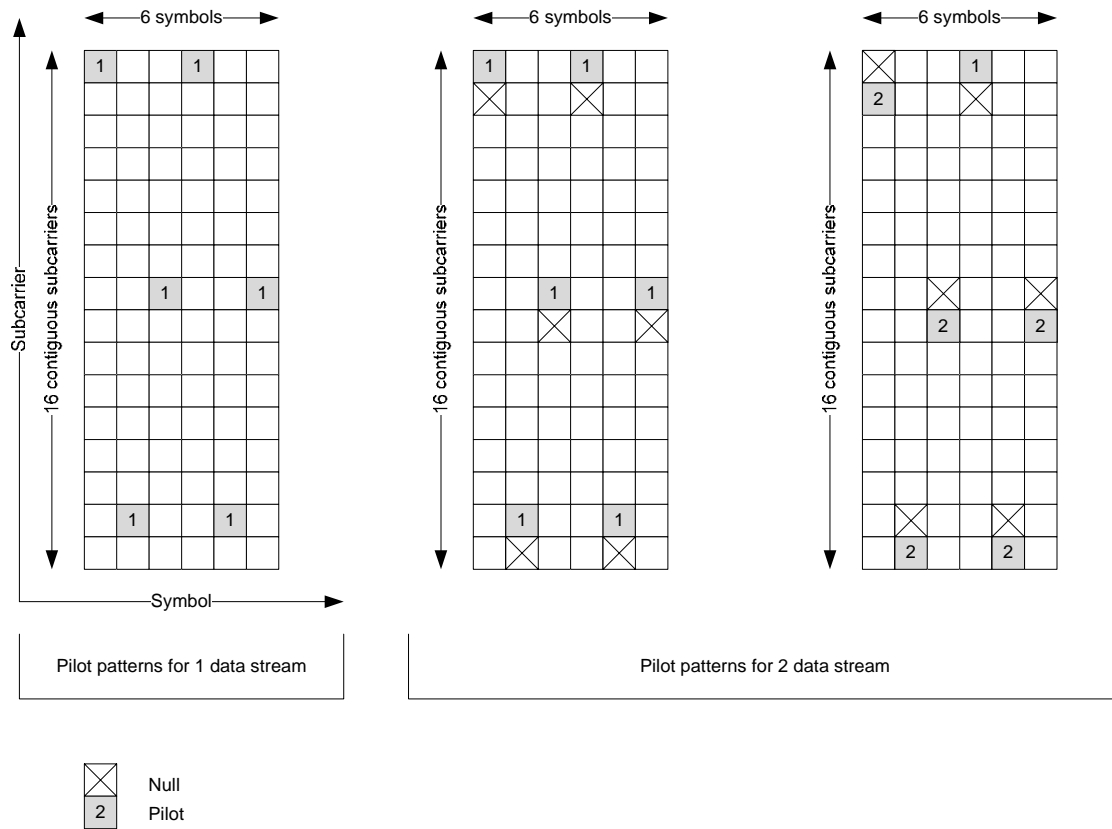 6 symbols
6 symbols
6 symbols
1 1
1 1
1
2
1 1
1 1
2 2
1 1
1 1
2 2
Subcarrier
16 contiguous subcarriers
16 contiguous subcarriers
16 contiguous subcarriers
Symbol
Pilot patterns for 1 data stream
Pilot patterns for 2 data stream
Null
2 Pilot